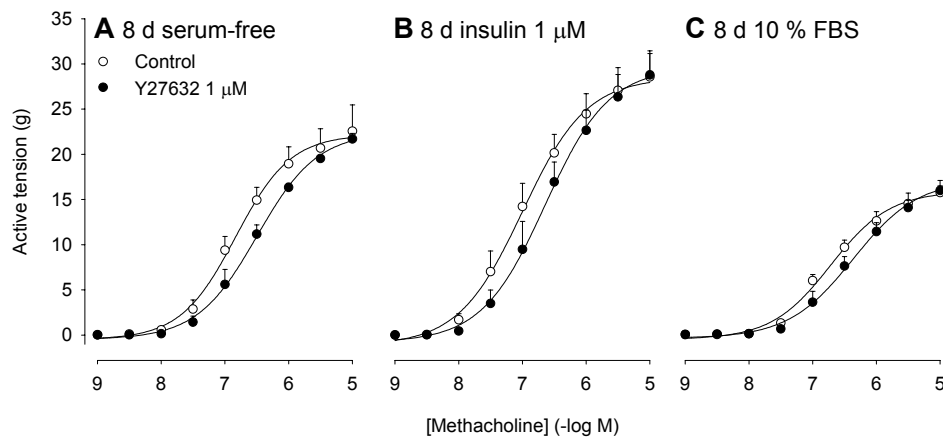 A 8 d serum-free
B 8 d insulin 1 μM
C 8 d 10 % FBS
Control
Y27632 1 μM
Active tension (g)
35
30
25
20
15
10
5
0
9 8 7 6 5
9 8 7 6 5
9 8 7 6 5
[Methacholine] (-log M)